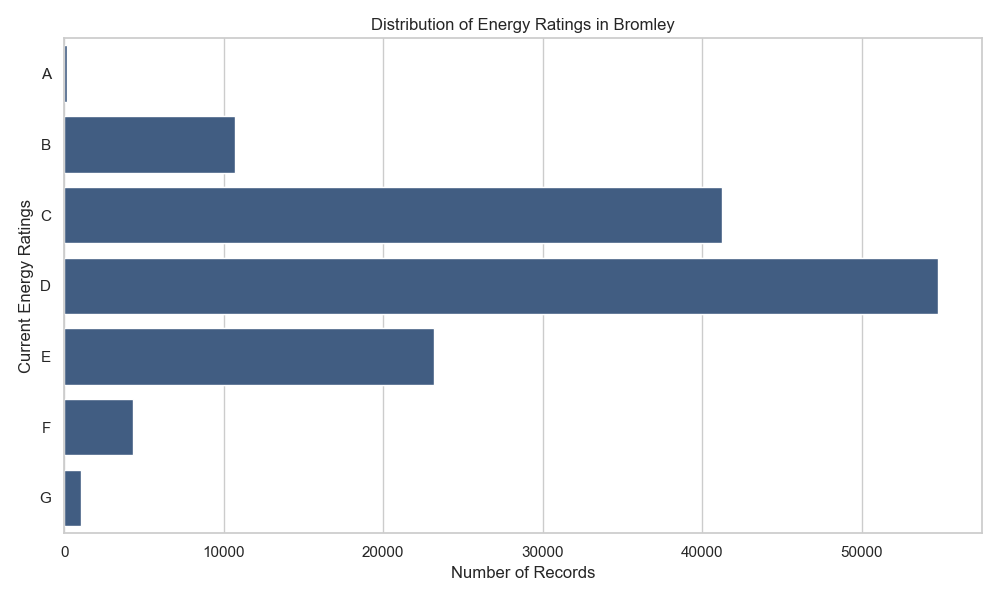 Distribution of Energy Ratings in Bromley
Current Energy Ratings
A
B
C
D
E
F
G
0 10000 20000 30000 40000 50000
Number of Records